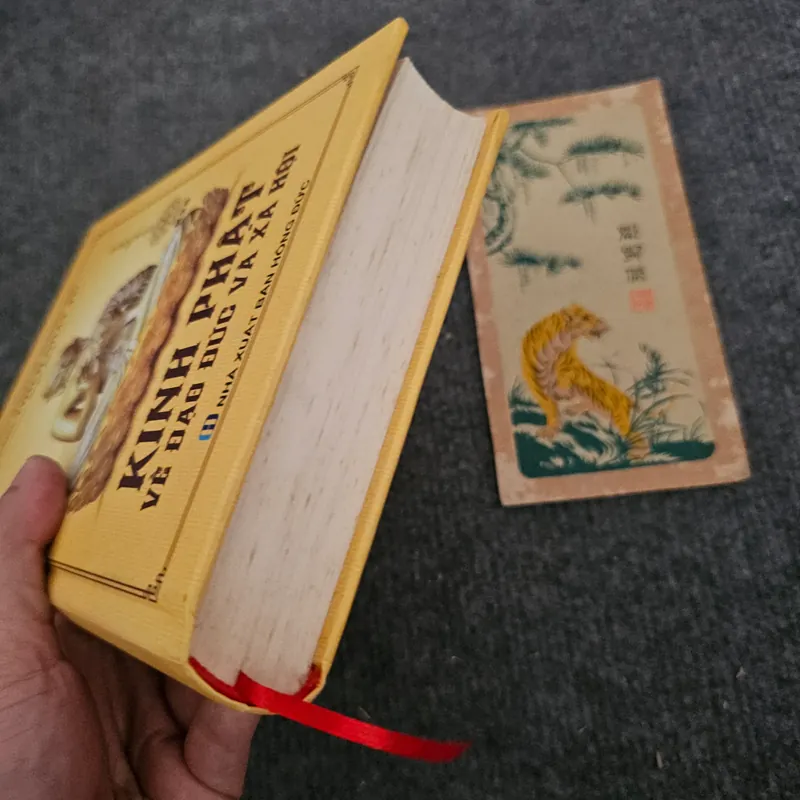 KINH PHẬT
VỀ ĐẠO ĐỨC VÀ XÃ HỘI
NHÀ XUẤT BẢN HỒNG ĐỨC